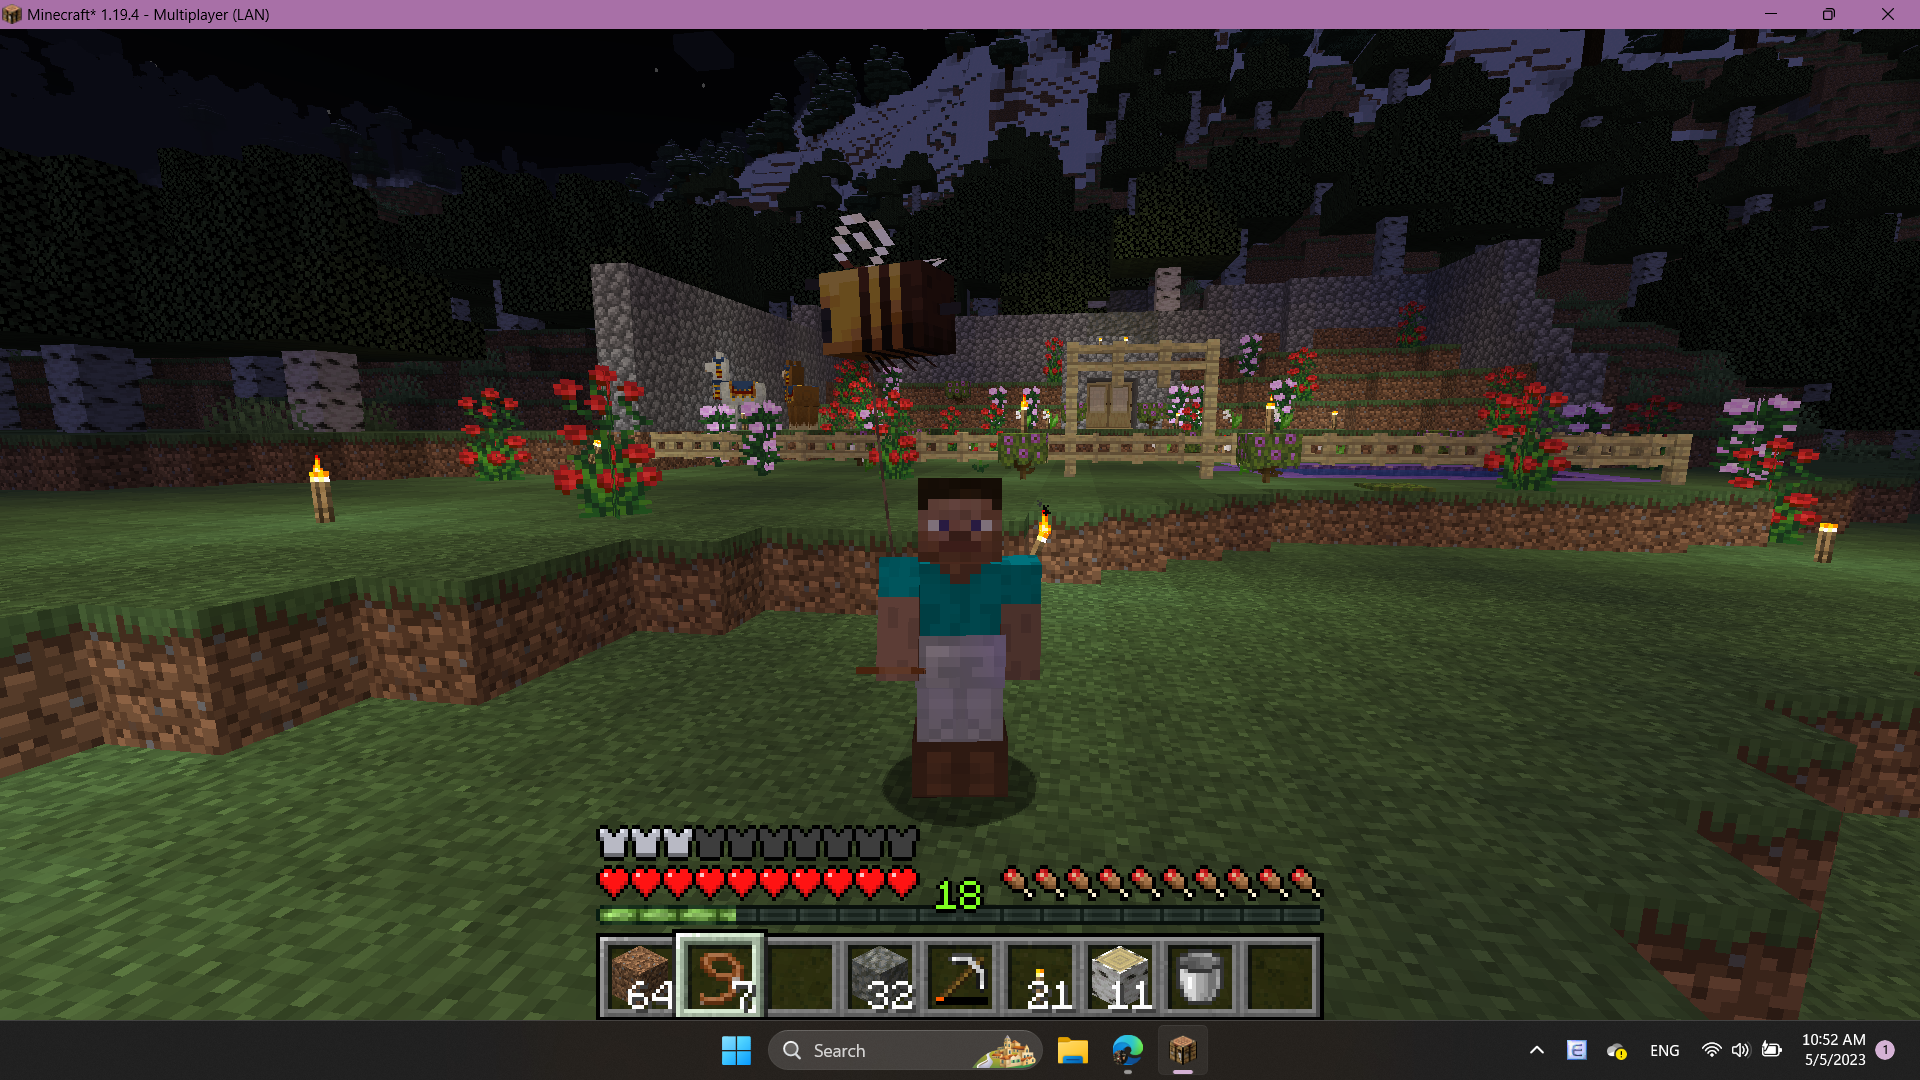 Minecraft* 1.19.4 - Multiplayer (LAN)
18
64
7
32
21
11
Search
ENG
10:52 AM
5/5/2023
1